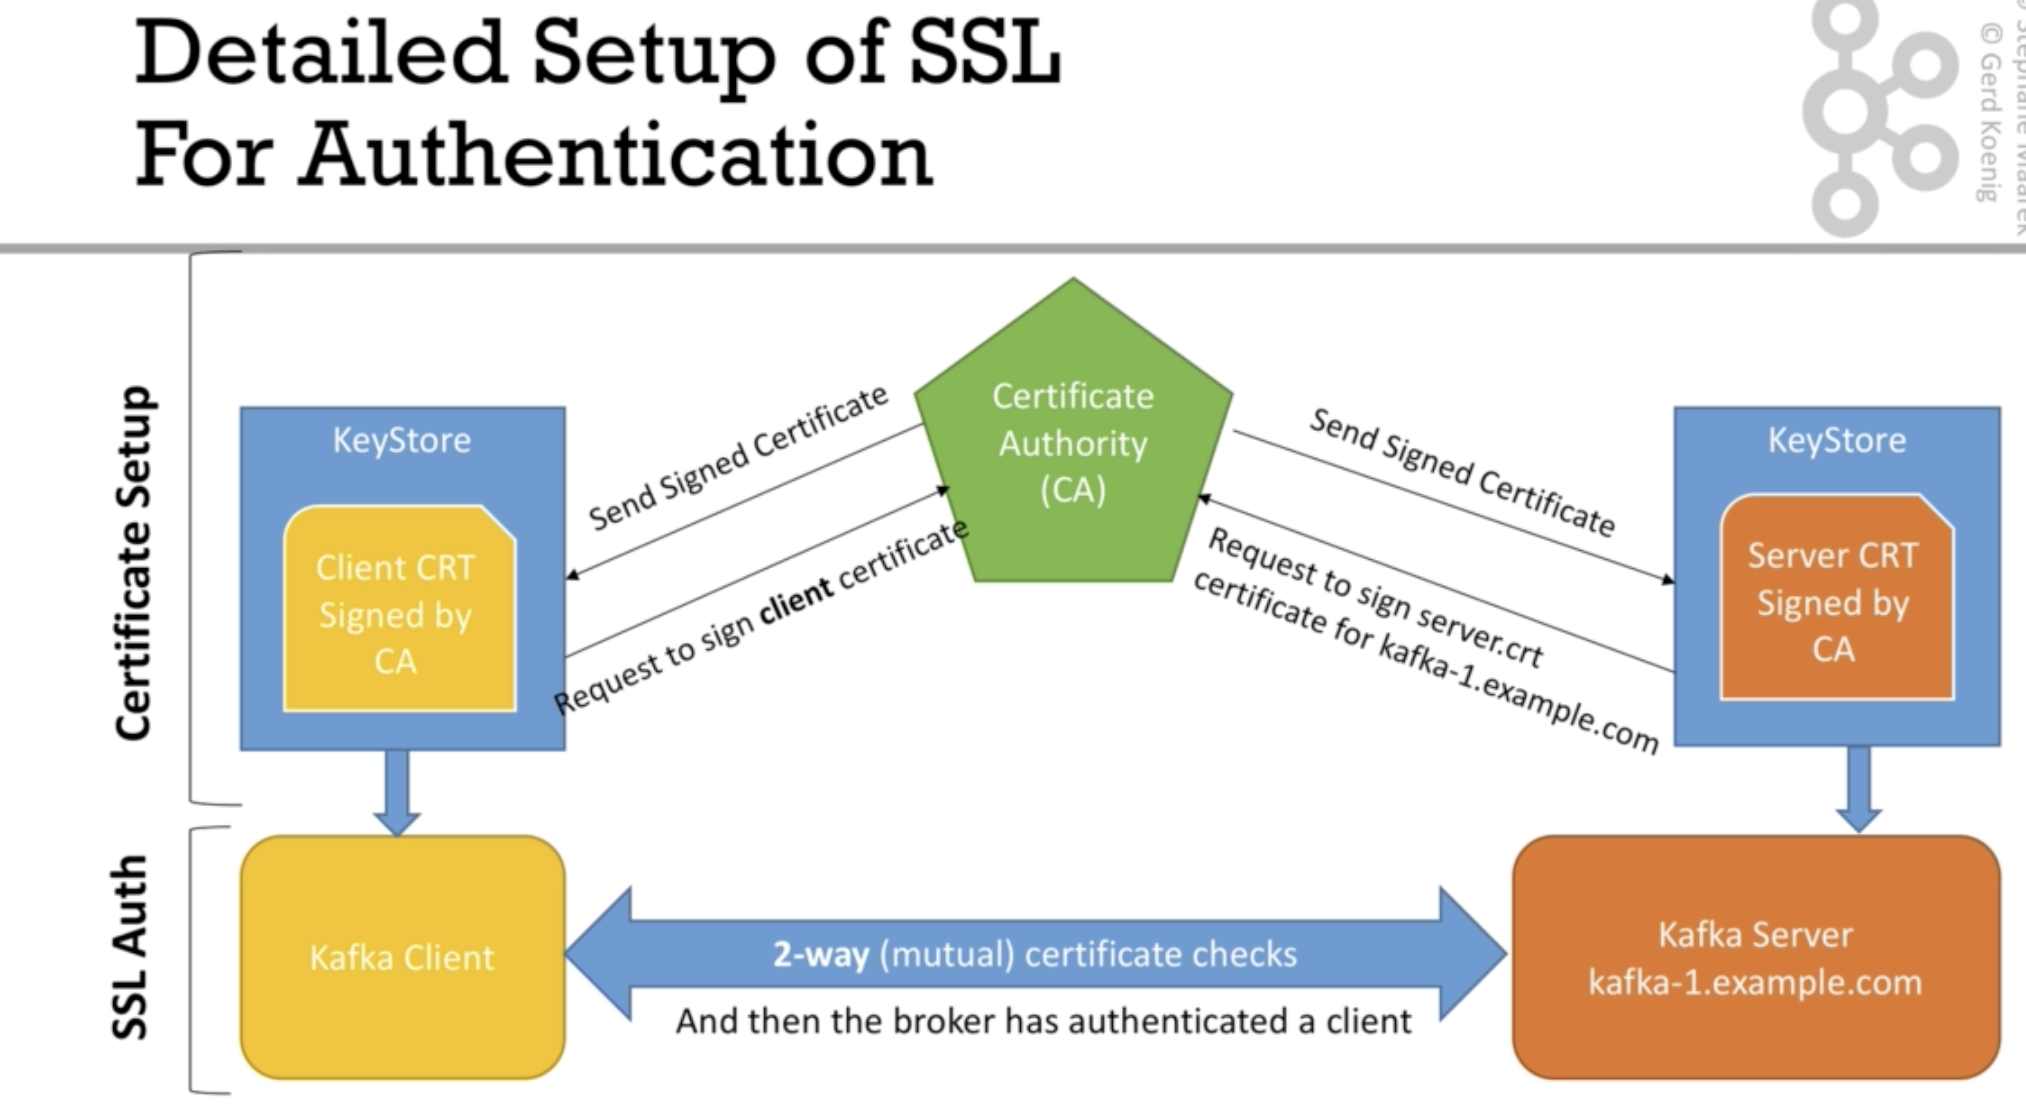 Detailed Setup of SSL
For Authentication
© Stephane Maarek
© Gerd Koenig
Certificate Setup
KeyStore
Client CRT
Signed by
CA
Send Signed Certificate
Request to sign client certificate
Certificate
Authority
(CA)
Send Signed Certificate
Request to sign server.crt
certificate for kafka-1.example.com
KeyStore
Server CRT
Signed by
CA
SSL Auth
Kafka Client
2-way (mutual) certificate checks
And then the broker has authenticated a client
Kafka Server
kafka-1.example.com